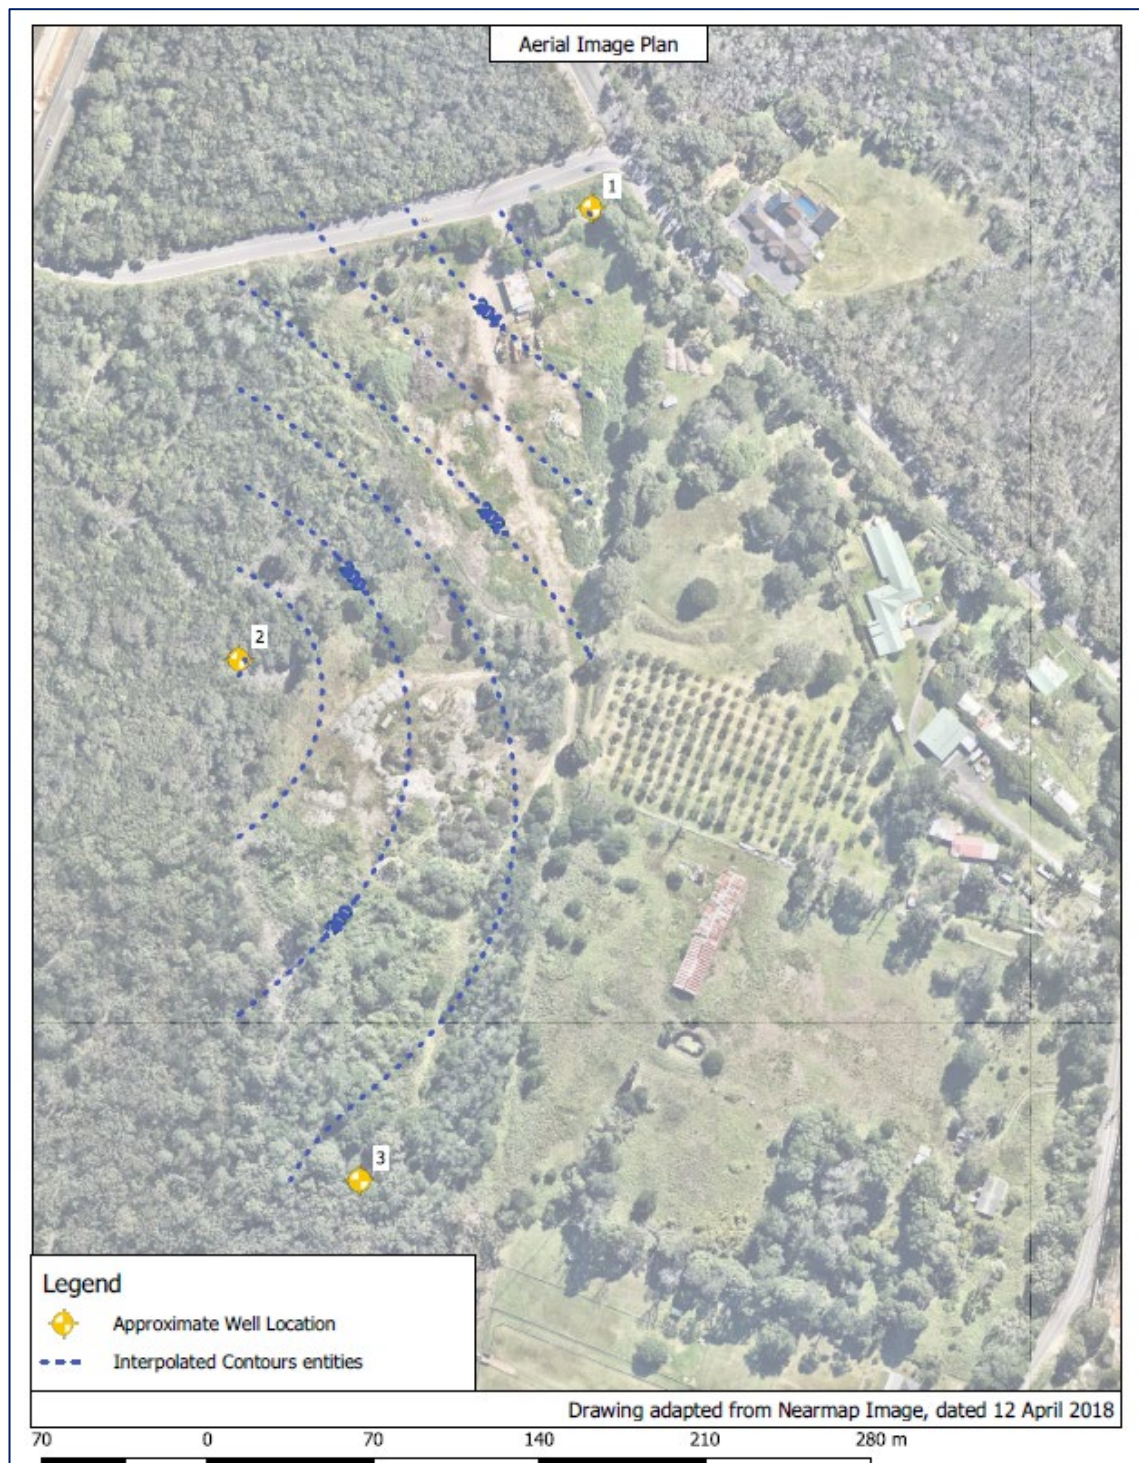 Aerial Image Plan
1
204
202
200
2
200
3
Legend
Approximate Well Location
Interpolated Contours entities
Drawing adapted from Nearmap Image, dated 12 April 2018
70 0 70 140 210 280 m